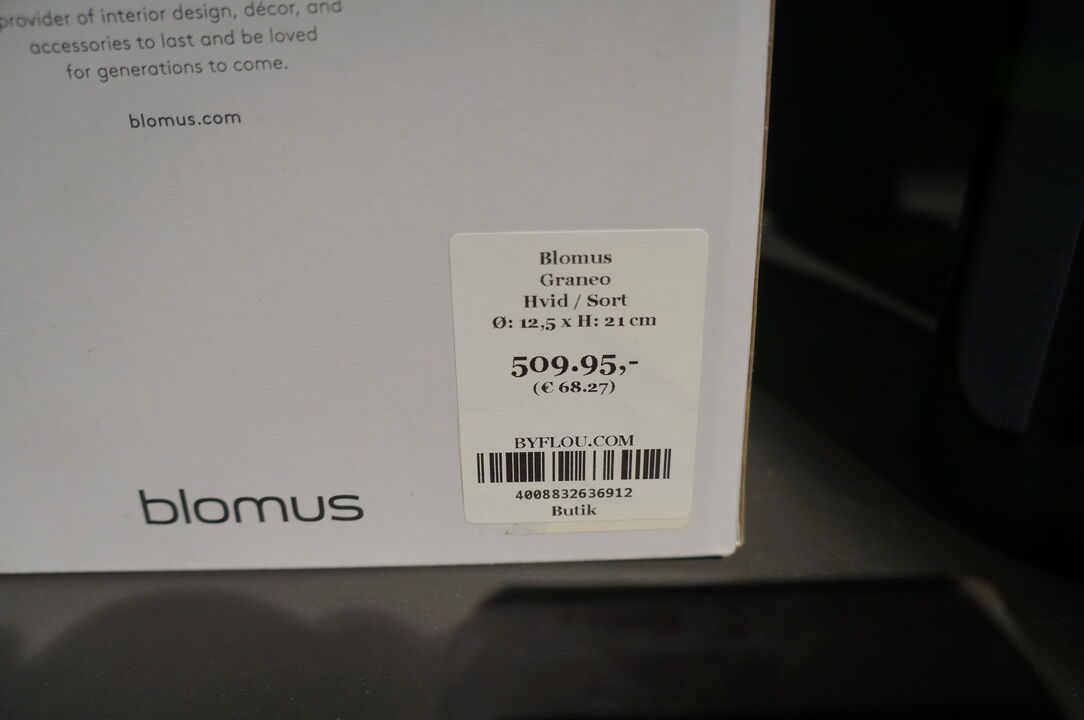 provider of interior design, décor, and
accessories to last and be loved
for generations to come.
blomus.com
Blomus
Graneo
Hvid / Sort
Ø: 12,5 x H: 21 cm
509.95,-
(€ 68.27)
BYFLOU.COM
4008832636912
Butik
blomus